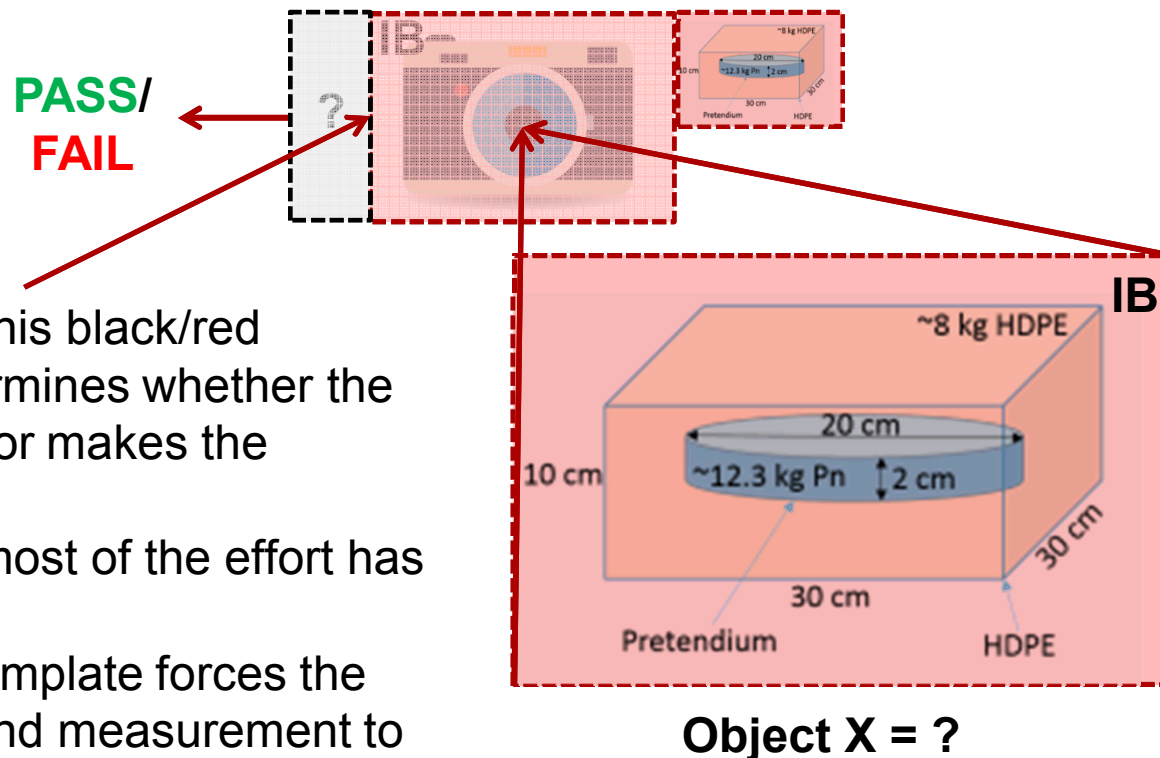 IB
?
~8 kg HDPE
20 cm
10 cm
~12.3 kg Pn
2 cm
30 cm
30 cm
Pretendium
HDPE
PASS/
FAIL
his black/red
rmines whether the
or makes the
most of the effort has
mplate forces the
nd measurement to
IB
~8 kg HDPE
20 cm
10 cm
~12.3 kg Pn
2 cm
30 cm
30 cm
Pretendium
HDPE
Object X = ?